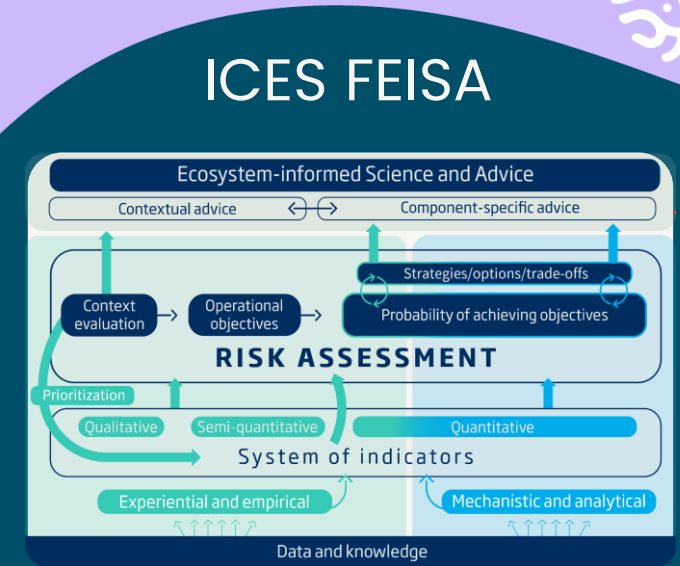 ICES FEISA
Ecosystem-informed Science and Advice
Contextual advice
Component-specific advice
Strategies/options/trade-offs
Context
evaluation
Operational
objectives
Probability of achieving objectives
RISK ASSESSMENT
Prioritization
Qualitative
Semi-quantitative
Quantitative
System of indicators
Experiential and empirical
Mechanistic and analytical
Data and knowledge